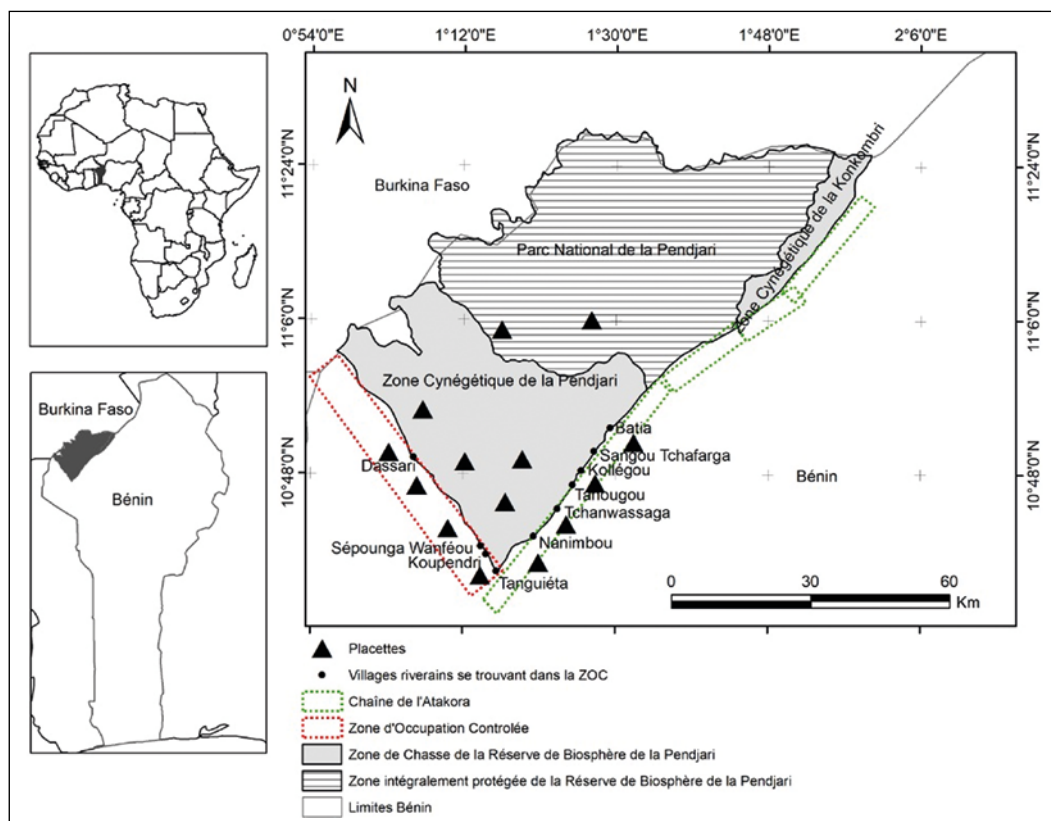 0°54'0"E
1°12'0"E
1°30'0"E
1°48'0"E
2°6'0"E
N
11°24'0"N
11°24'0"N
Burkina Faso
Parc National de la Pendjari
Zone Cynégétique de la Konkombri
11°6'0"N
11°6'0"N
Zone Cynégétique de la Pendjari
Burkina Faso
Bénin
Batia
Sangou Tchafarga
Dassari
Kollégou
Bénin
10°48'0"N
10°48'0"N
Tanougou
Tchanwassaga
Nanimbou
Sépounga Wanféou
Koupendri
Tanguiéta
0
30
60
Km
Placettes
Villages riverains se trouvant dans la ZOC
Chaîne de l'Atakora
Zone d'Occupation Controlée
Zone de Chasse de la Réserve de Biosphère de la Pendjari
Zone intégralement protégée de la Réserve de Biosphère de la Pendjari
Limites Bénin